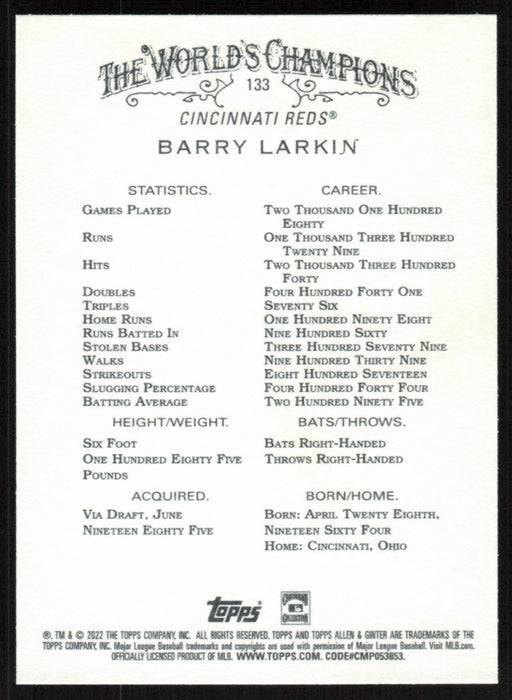 THE WORLD'S CHAMPIONS
133
CINCINNATI REDS®
BARRY LARKIN
STATISTICS. CAREER.
GAMES PLAYED TWO THOUSAND ONE HUNDRED
EIGHTY
RUNS ONE THOUSAND THREE HUNDRED
TWENTY NINE
HITS TWO THOUSAND THREE HUNDRED
FORTY
DOUBLES FOUR HUNDRED FORTY ONE
TRIPLES SEVENTY SIX
HOME RUNS ONE HUNDRED NINETY EIGHT
RUNS BATTED IN NINE HUNDRED SIXTY
STOLEN BASES THREE HUNDRED SEVENTY NINE
WALKS NINE HUNDRED THIRTY NINE
STRIKEOUTS EIGHT HUNDRED SEVENTEEN
SLUGGING PERCENTAGE FOUR HUNDRED FORTY FOUR
BATTING AVERAGE TWO HUNDRED NINETY FIVE
HEIGHT/WEIGHT. BATS/THROWS.
SIX FOOT BATS RIGHT-HANDED
ONE HUNDRED EIGHTY FIVE THROWS RIGHT-HANDED
POUNDS
ACQUIRED. BORN/HOME.
VIA DRAFT, JUNE BORN: APRIL TWENTY EIGHTH,
NINETEEN EIGHTY FIVE NINETEEN SIXTY FOUR
HOME: CINCINNATI, OHIO
Topps COOPERSTOWN COLLECTION
®, TM & © 2022 THE TOPPS COMPANY, INC. ALL RIGHTS RESERVED. TOPPS AND TOPPS ALLEN & GINTER ARE TRADEMARKS OF THE
TOPPS COMPANY, INC. Major League Baseball trademarks and copyrights are used with permission of Major League Baseball. Visit MLB.com.
OFFICIALLY LICENSED PRODUCT OF MLB. WWW.TOPPS.COM. CODE#CMP053853.